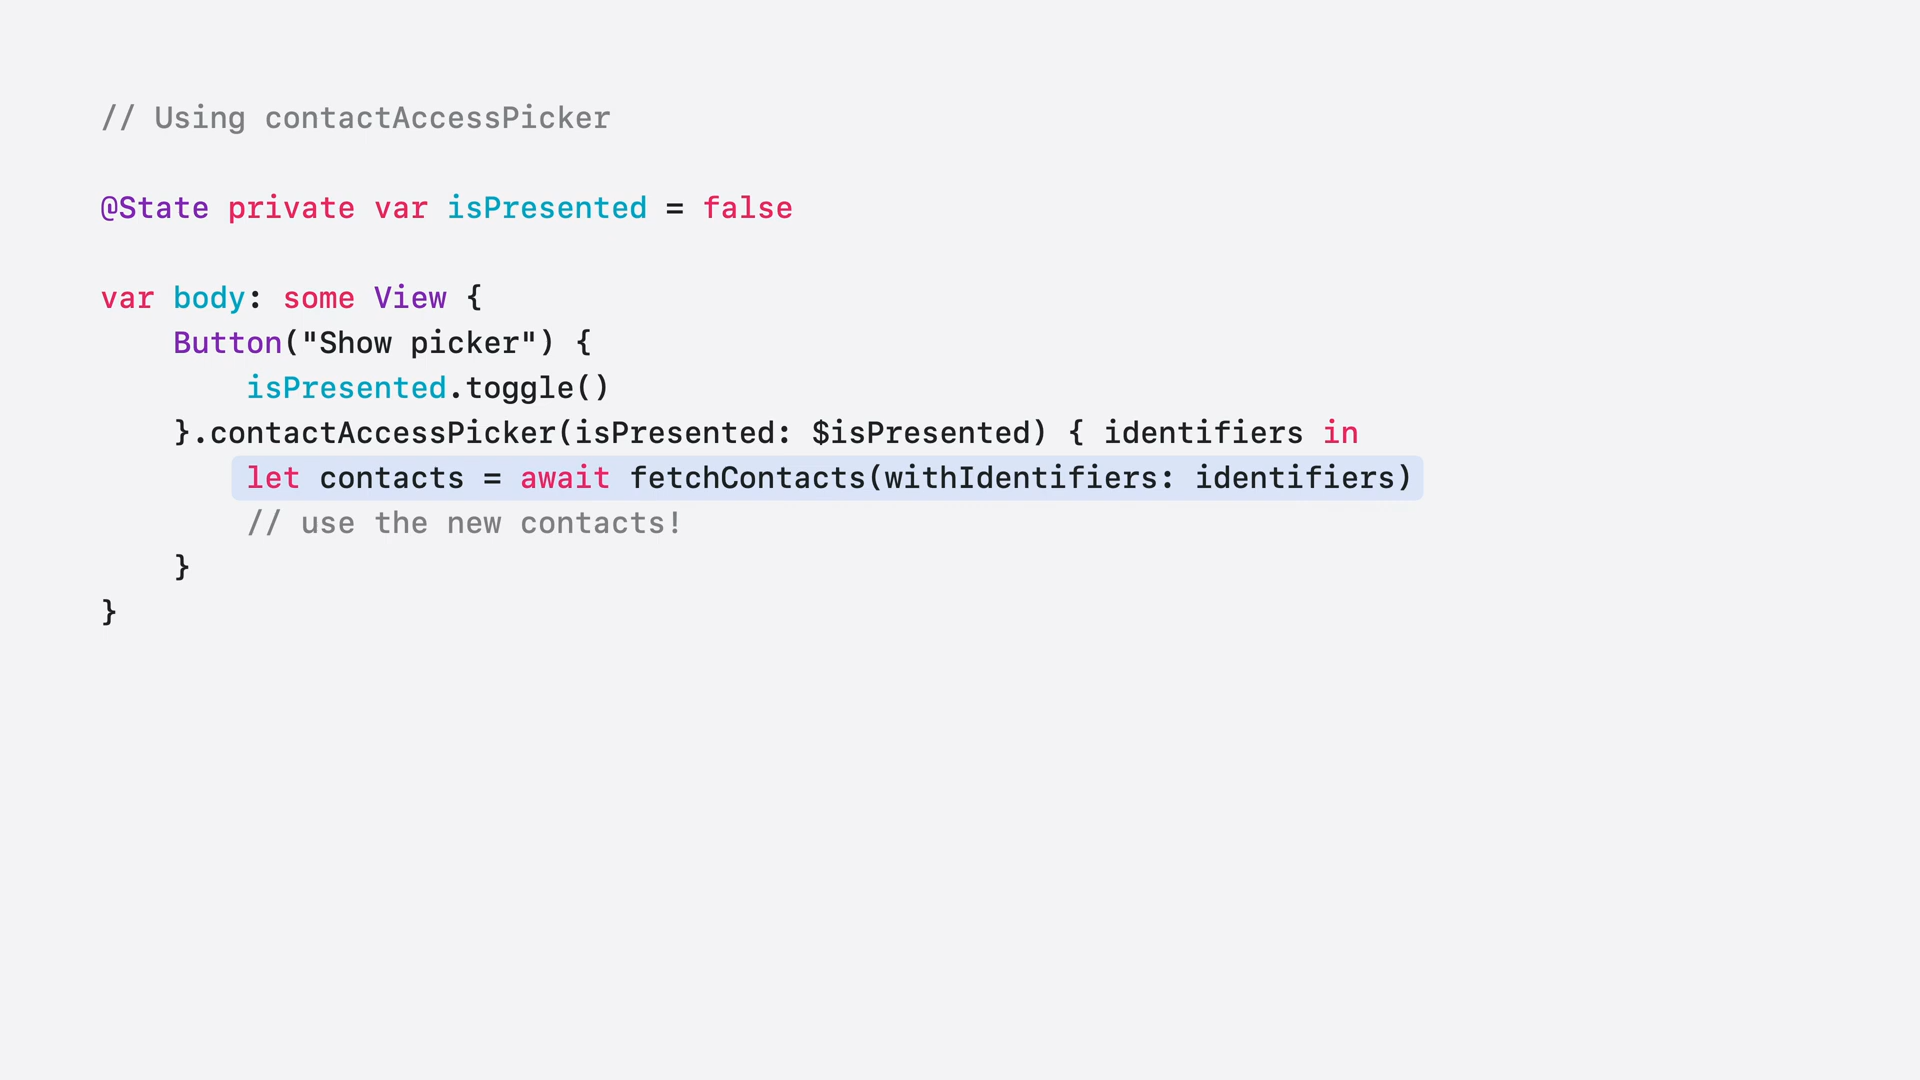 // Using contactAccessPicker
@State private var isPresented = false
var body: some View {
    Button("Show picker") {
        isPresented.toggle()
    }.contactAccessPicker(isPresented: $isPresented) { identifiers in
        let contacts = await fetchContacts(withIdentifiers: identifiers)
        // use the new contacts!
    }
}